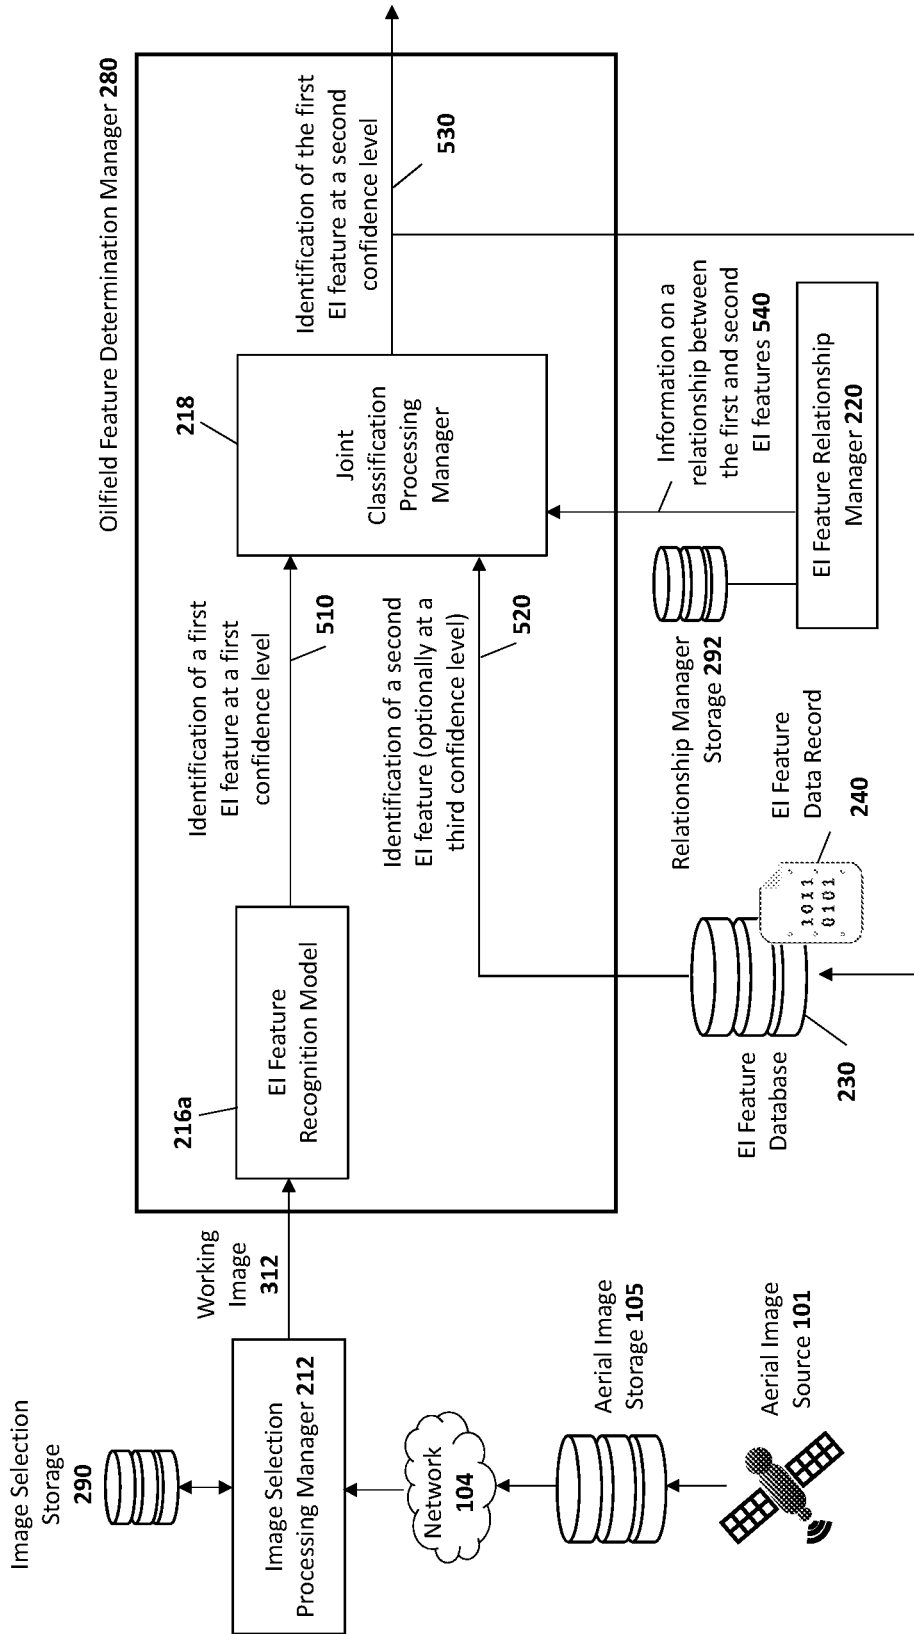 Oilfield Feature Determination Manager 280
Image Selection
Storage
290
Image Selection
Processing Manager 212
Network
104
Aerial Image
Storage 105
Aerial Image
Source 101
Working
Image
312
216a
EI Feature
Recognition Model
Identification of a first
EI feature at a first
confidence level
510
Identification of a second
EI feature (optionally at a
third confidence level)
520
218
Joint
Classification
Processing
Manager
Identification of the first
EI feature at a second
confidence level
530
EI Feature
Database
230
1011
0101
EI Feature
Data Record
240
Relationship Manager
Storage 292
Information on a
relationship between
the first and second
EI features 540
EI Feature Relationship
Manager 220